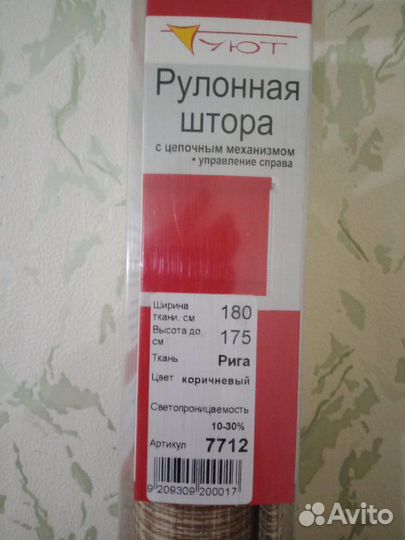 УЮТ
Рулонная
штора
с цепочным механизмом
• управление справа
Ширина
ткани. см 180
Высота до.
см 175
Ткань Рига
Цвет коричневый
Светопроницаемость
10-30%
Артикул 7712
9 209309 200017
Avito